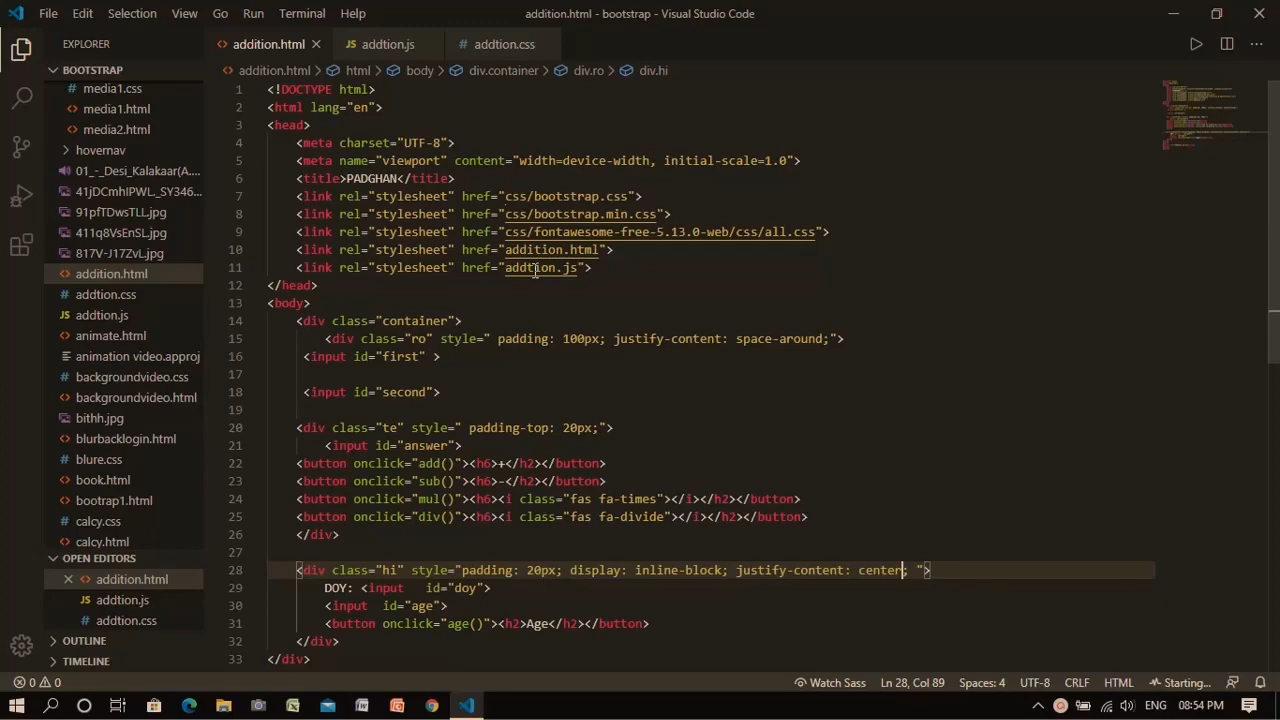 File Edit Selection View Go Run Terminal Help addition.html - bootstrap - Visual Studio Code
EXPLORER
BOOTSTRAP
media1.css
media1.html
media2.html
hovernav
01_-_Desi_Kalakaar(A...
41jDCmhIPWL_SY346...
91pfTDwsTLL.jpg
411q8VsEnSL.jpg
817V-J17ZvL.jpg
addition.html
addtion.css
addtion.js
animate.html
animation video.approj
backgroundvideo.css
backgroundvideo.html
bithh.jpg
blurbacklogin.html
blure.css
book.html
bootrap1.html
calcy.css
calcy.html
OPEN EDITORS
addition.html
addtion.js
addtion.css
OUTLINE
TIMELINE
addition.html addtion.js addtion.css
addition.html > html > body > div.container > div.ro > div.hi
1 <!DOCTYPE html>
2 <html lang="en">
3 <head>
4 <meta charset="UTF-8">
5 <meta name="viewport" content="width=device-width, initial-scale=1.0">
6 <title>PADGHAN</title>
7 <link rel="stylesheet" href="css/bootstrap.css">
8 <link rel="stylesheet" href="css/bootstrap.min.css">
9 <link rel="stylesheet" href="css/fontawesome-free-5.13.0-web/css/all.css">
10 <link rel="stylesheet" href="addition.html">
11 <link rel="stylesheet" href="addtion.js">
12 </head>
13 <body>
14 <div class="container">
15 <div class="ro" style=" padding: 100px; justify-content: space-around;">
16 <input id="first" >
17
18 <input id="second">
19
20 <div class="te" style=" padding-top: 20px;">
21 <input id="answer">
22 <button onclick="add()"><h6>+</h2></button>
23 <button onclick="sub()"><h6>-</h2></button>
24 <button onclick="mul()"><h6><i class="fas fa-times"></i></h2></button>
25 <button onclick="div()"><h6><i class="fas fa-divide"></i></h2></button>
26 </div>
27
28 <div class="hi" style="padding: 20px; display: inline-block; justify-content: center; ">
29 DOY: <input id="doy">
30 <input id="age">
31 <button onclick="age()"><h2>Age</h2></button>
32 </div>
33 </div>
0 0 Watch Sass Ln 28, Col 89 Spaces: 4 UTF-8 CRLF HTML Starting...
ENG 08:54 PM